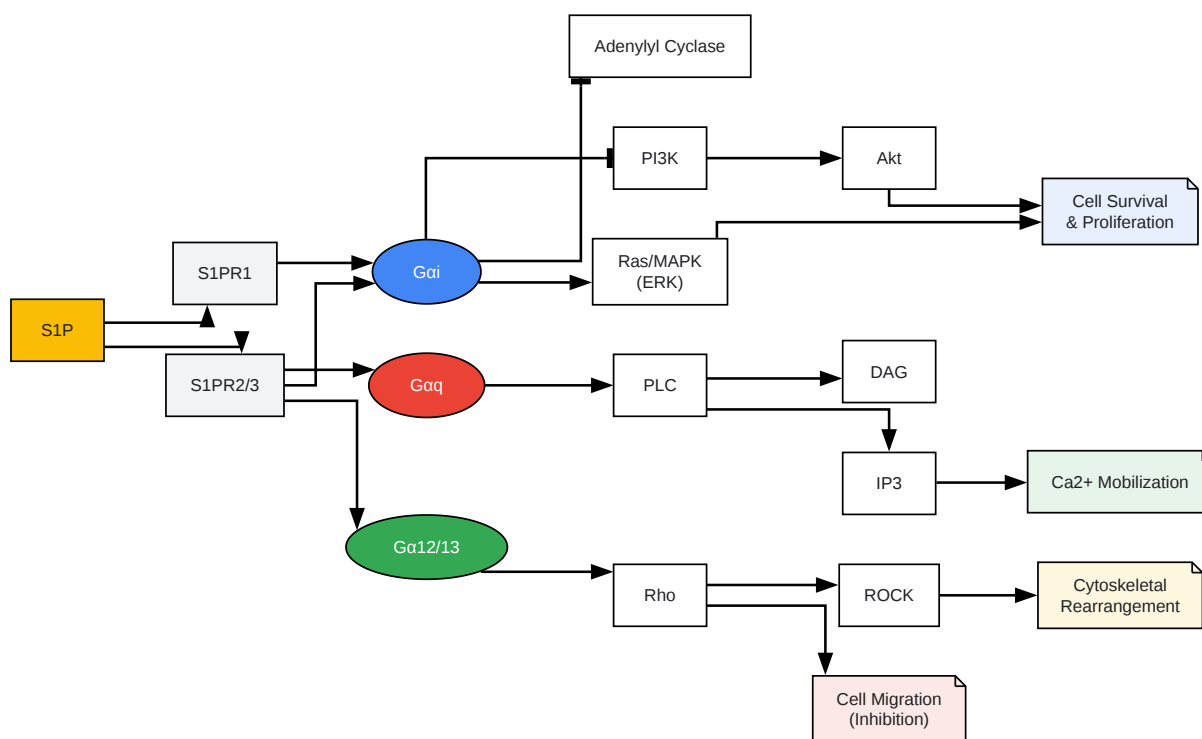 Adenylyl Cyclase
PI3K
Akt
Cell Survival
& Proliferation
S1PR1
Gαi
Ras/MAPK
(ERK)
S1P
S1PR2/3
Gαq
PLC
DAG
IP3
Ca2+ Mobilization
Gα12/13
Rho
ROCK
Cytoskeletal
Rearrangement
Cell Migration
(Inhibition)